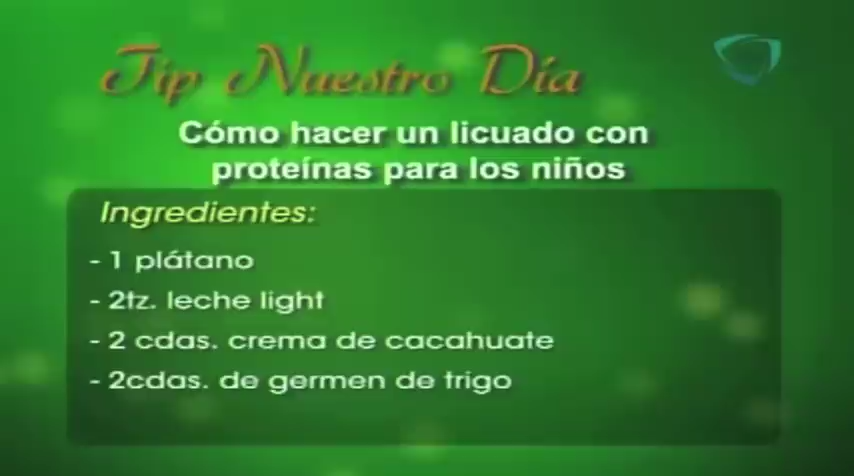 Tip Nuestro Día
Cómo hacer un licuado con
proteínas para los niños
Ingredientes:
- 1 plátano
- 2tz. leche light
- 2 cdas. crema de cacahuate
- 2cdas. de germen de trigo